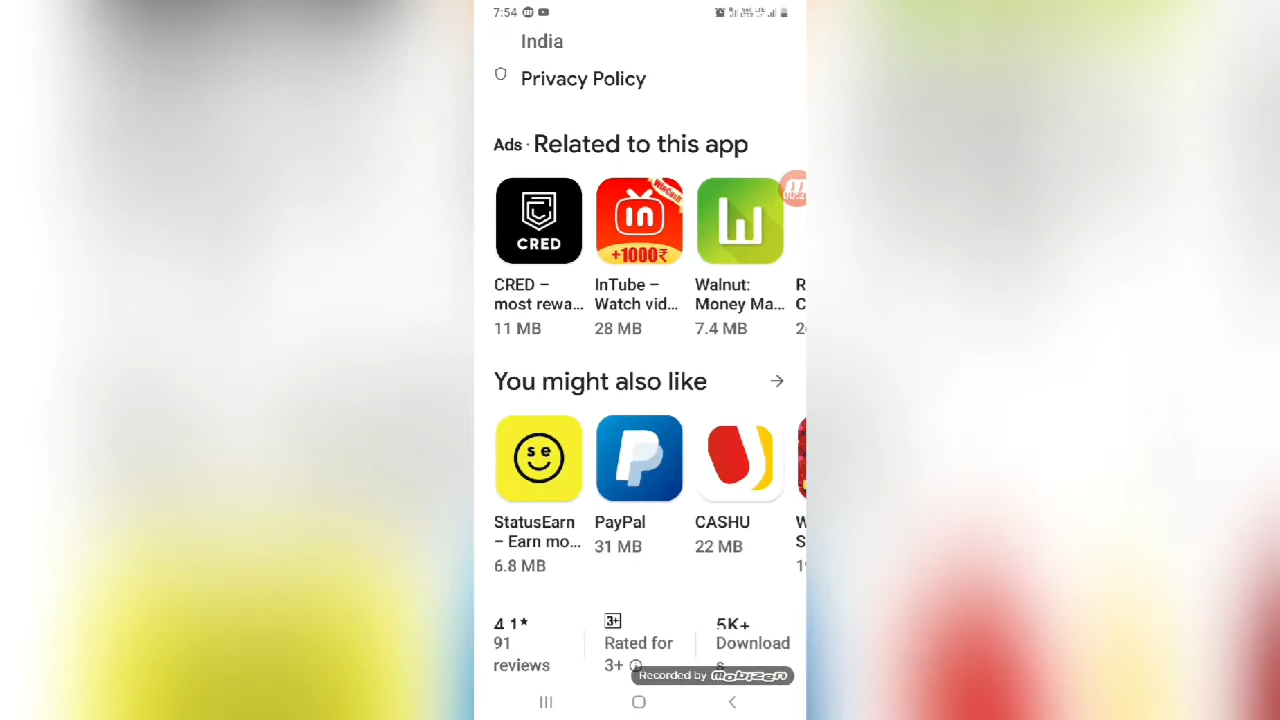 7:54
India
Privacy Policy
Ads · Related to this app
CRED
in
WinCash
+1000₹
CRED –
most rewa...
11 MB
InTube –
Watch vid...
28 MB
Walnut:
Money Ma...
7.4 MB
R
C
You might also like
se
StatusEarn
– Earn mo...
6.8 MB
PayPal
31 MB
CASHU
22 MB
W
S
4.1★
91
reviews
3+
Rated for
3+
5K+
Download
Recorded by mobizen